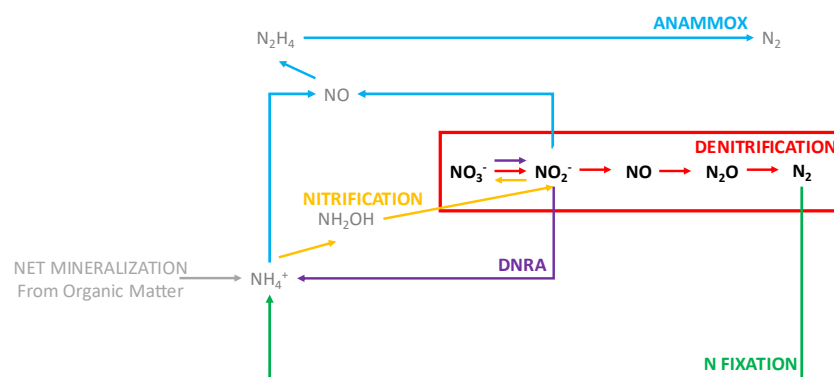 ANAMMOX
N₂H₄
N₂
NO
DENITRIFICATION
NO₃⁻
NO₂⁻
NO
N₂O
N₂
NITRIFICATION
NH₂OH
NET MINERALIZATION
From Organic Matter
NH₄⁺
DNRA
N FIXATION